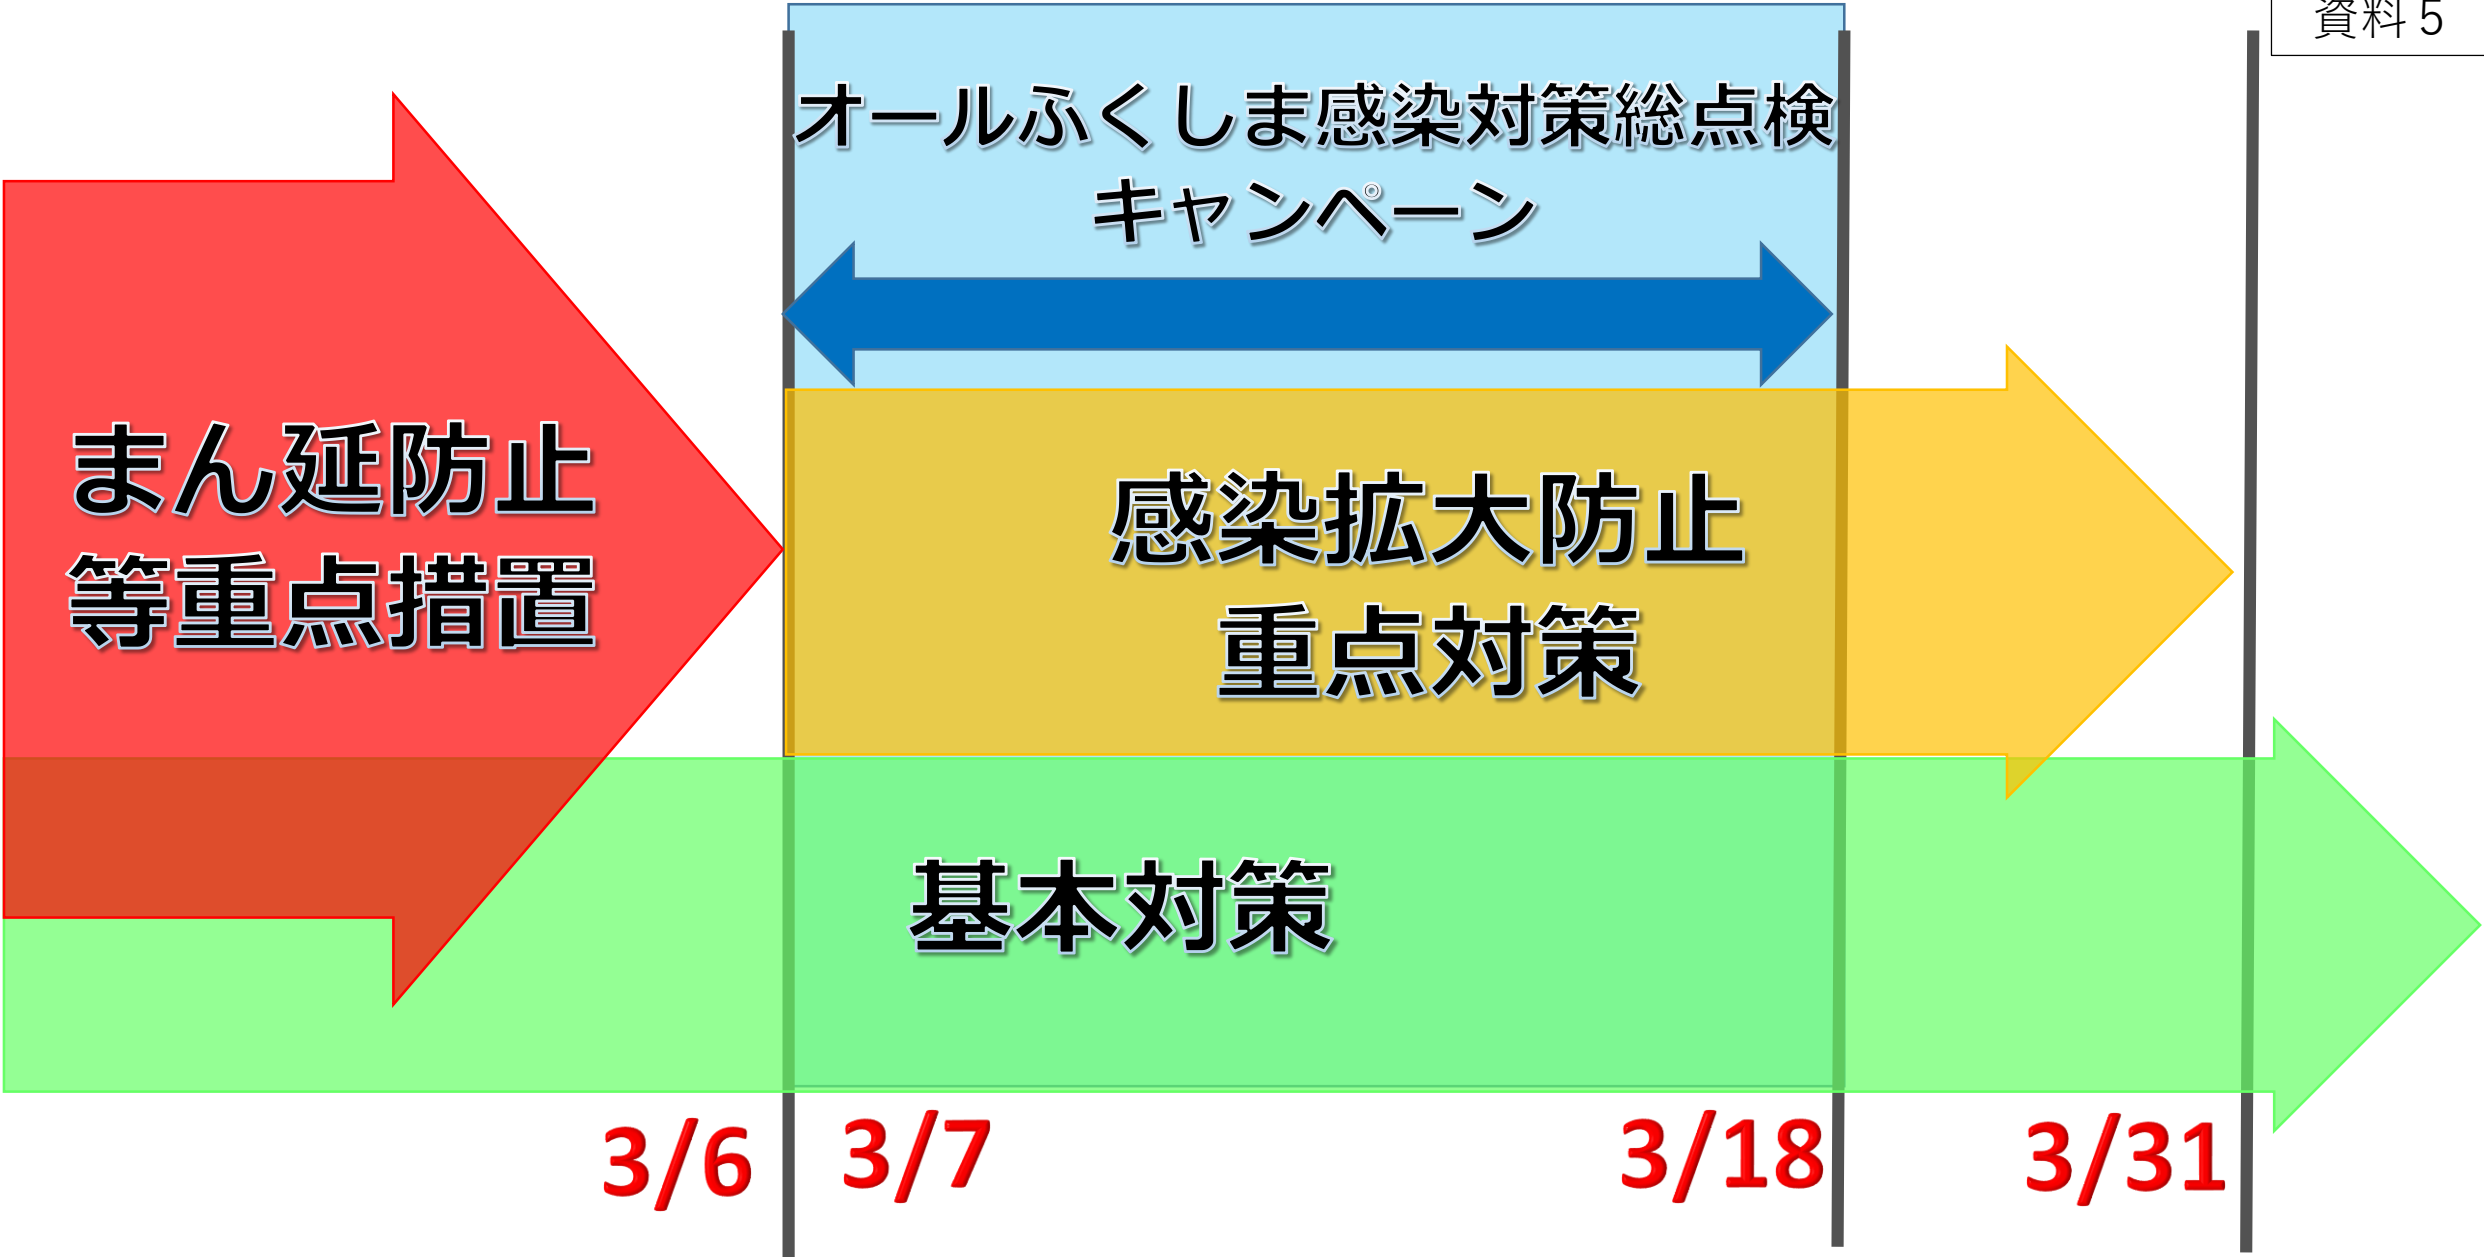 資料5
オールふくしま感染対策総点検
キャンペーン
まん延防止
等重点措置
感染拡大防止
重点対策
基本対策
3/6
3/7
3/18
3/31